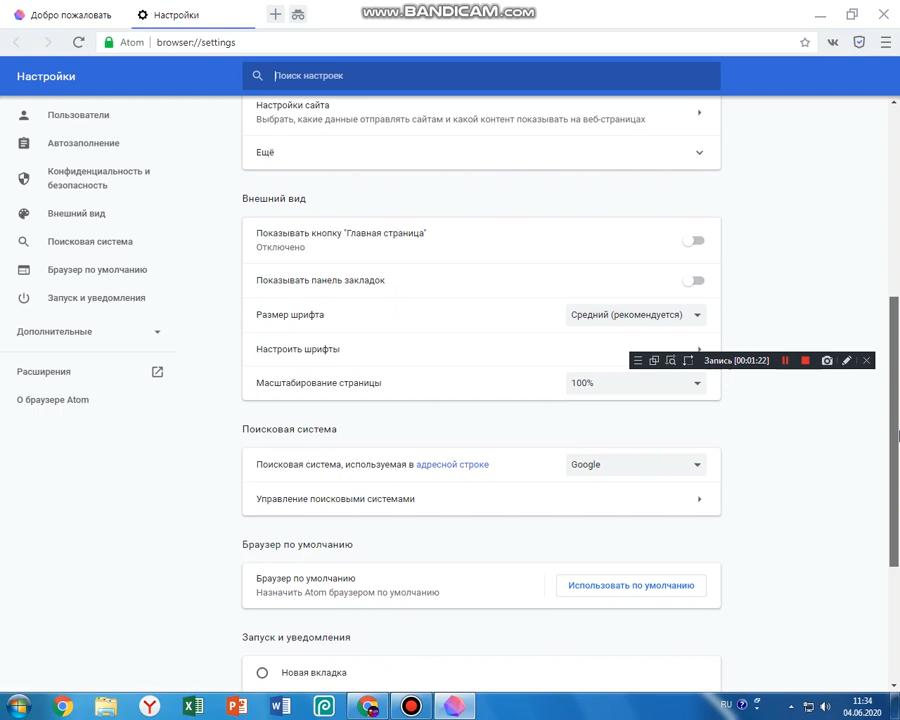 Добро пожаловать
Настройки
www.BANDICAM.com
Atom
browser://settings
Настройки
Поиск настроек
Пользователи
Автозаполнение
Конфиденциальность и
безопасность
Внешний вид
Поисковая система
Браузер по умолчанию
Запуск и уведомления
Дополнительные
Расширения
О браузере Atom
Настройки сайта
Выбрать, какие данные отправлять сайтам и какой контент показывать на веб-страницах
Ещё
Внешний вид
Показывать кнопку "Главная страница"
Отключено
Показывать панель закладок
Размер шрифта
Средний (рекомендуется)
Настроить шрифты
Запись [00:01:22]
Масштабирование страницы
100%
Поисковая система
Поисковая система, используемая в адресной строке
Google
Управление поисковыми системами
Браузер по умолчанию
Браузер по умолчанию
Назначить Atom браузером по умолчанию
Использовать по умолчанию
Запуск и уведомления
Новая вкладка
RU
11:34
04.06.2020